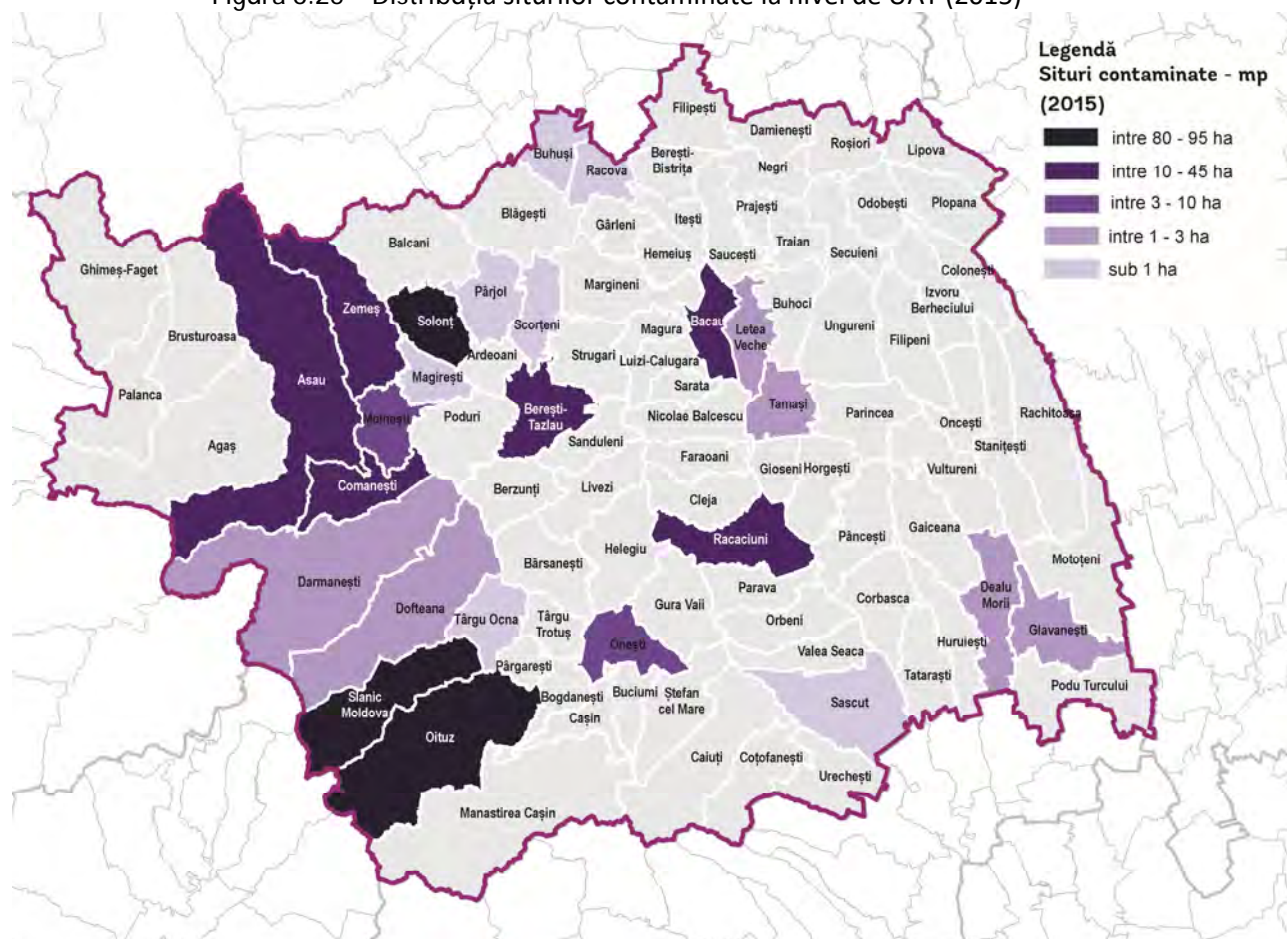 Legendă
Situri contaminate - mp
(2015)
intre 80 - 95 ha
intre 10 - 45 ha
intre 3 - 10 ha
intre 1 - 3 ha
sub 1 ha
Filipești
Damienești
Roșiori
Lipova
Buhuși
Racova
Berești-
Bistrița
Negri
Blăgești
Gârleni
Itești
Prajești
Odobești
Plopana
Balcani
Hemeiuș
Saucești
Traian
Secuieni
Ghimeș-Faget
Colonești
Zemeș
Pârjol
Margineni
Izvoru
Berheciului
Buhoci
Solonț
Scorțeni
Bacau
Letea
Veche
Brusturoasa
Magura
Ungureni
Filipeni
Ardeoani
Strugari
Luizi-Calugara
Asau
Magirești
Sarata
Palanca
Tamași
Moinești
Poduri
Berești-
Tazlau
Nicolae Balcescu
Parincea
Rachitoasa
Oncești
Agaș
Sanduleni
Stanițești
Faraoani
Gioseni
Horgești
Vultureni
Comanești
Berzunți
Livezi
Cleja
Gaiceana
Racaciuni
Pâncești
Helegiu
Bârsanești
Motoțeni
Darmanești
Parava
Dealu
Morii
Corbasca
Dofteana
Gura Vaii
Târgu Ocna
Târgu
Trotuș
Orbeni
Glavanești
Onești
Huruiești
Valea Seaca
Pârgarești
Tatarași
Podu Turcului
Slanic
Moldova
Bogdanești
Buciumi
Ștefan
cel Mare
Sascut
Cașin
Oituz
Caiuți
Coțofanești
Urechești
Manastirea Cașin